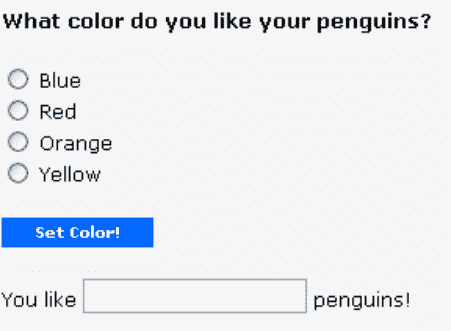 What color do you like your penguins?
Blue
Red
Orange
Yellow
Set Color!
You like penguins!